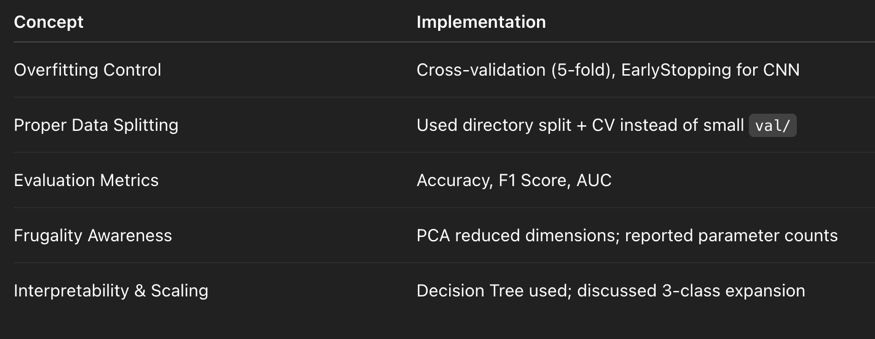 Concept Implementation
Overfitting Control Cross-validation (5-fold), EarlyStopping for CNN
Proper Data Splitting Used directory split + CV instead of small val/
Evaluation Metrics Accuracy, F1 Score, AUC
Frugality Awareness PCA reduced dimensions; reported parameter counts
Interpretability & Scaling Decision Tree used; discussed 3-class expansion